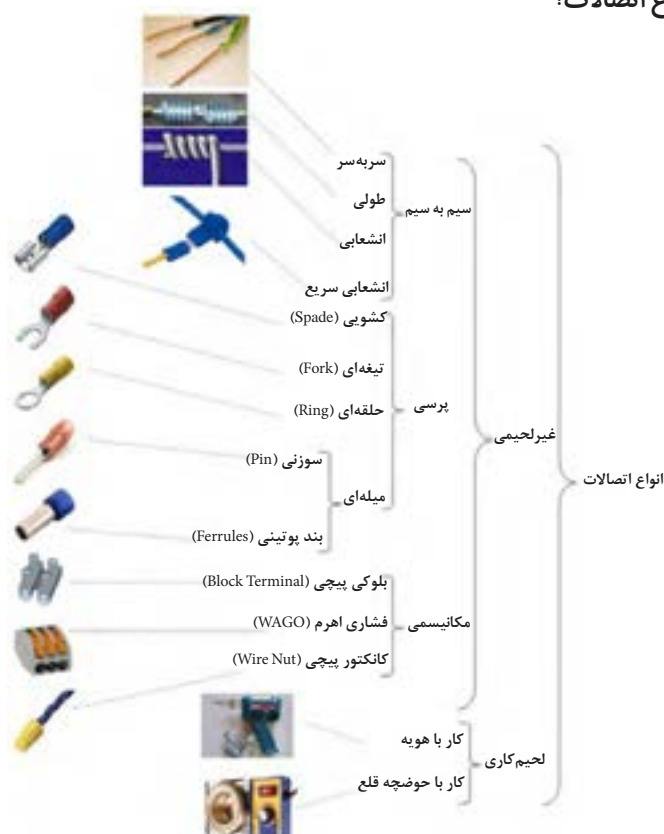 ع اتصالات:
سربه‌سر
طولی
سیم به سیم
انشعابی
انشعابی سریع
کشویی (Spade)
تیغه‌ای (Fork)
حلقه‌ای (Ring)
پرسی
غیرلحیمی
سوزنی (Pin)
انواع اتصالات
میله‌ای
بند پوتینی (Ferrules)
بلوکی پیچی (Block Terminal)
فشاری اهرم (WAGO)
مکانیسمی
کانکتور پیچی (Wire Nut)
کار با هویه
لحیم‌کاری
کار با حوضچه قلع